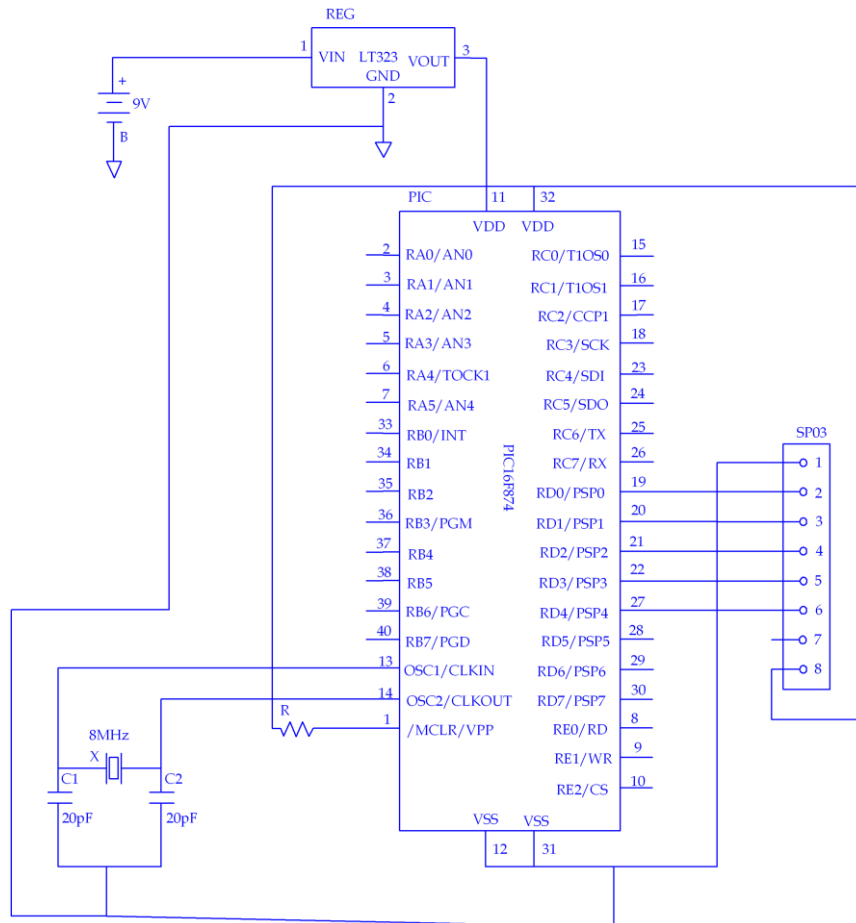 REG
1 VIN LT323 VOUT 3
GND
2
+
9V
B
PIC 11 32
VDD VDD
2 RA0/AN0 RC0/T1OS0 15
3 RA1/AN1 RC1/T1OS1 16
4 RA2/AN2 RC2/CCP1 17
5 RA3/AN3 RC3/SCK 18
6 RA4/TOCK1 RC4/SDI 23
7 RA5/AN4 RC5/SDO 24
33 RB0/INT RC6/TX 25
34 RB1 RC7/RX 26
35 RB2 RD0/PSP0 19
36 RB3/PGM RD1/PSP1 20
37 RB4 RD2/PSP2 21
38 RB5 RD3/PSP3 22
39 RB6/PGC RD4/PSP4 27
40 RB7/PGD RD5/PSP5 28
13 OSC1/CLKIN RD6/PSP6 29
14 OSC2/CLKOUT RD7/PSP7 30
1 /MCLR/VPP RE0/RD 8
RE1/WR 9
RE2/CS 10
PIC16F874
VSS VSS
12 31
SP03
1
2
3
4
5
6
7
8
R
8MHz
X
C1 C2
20pF 20pF